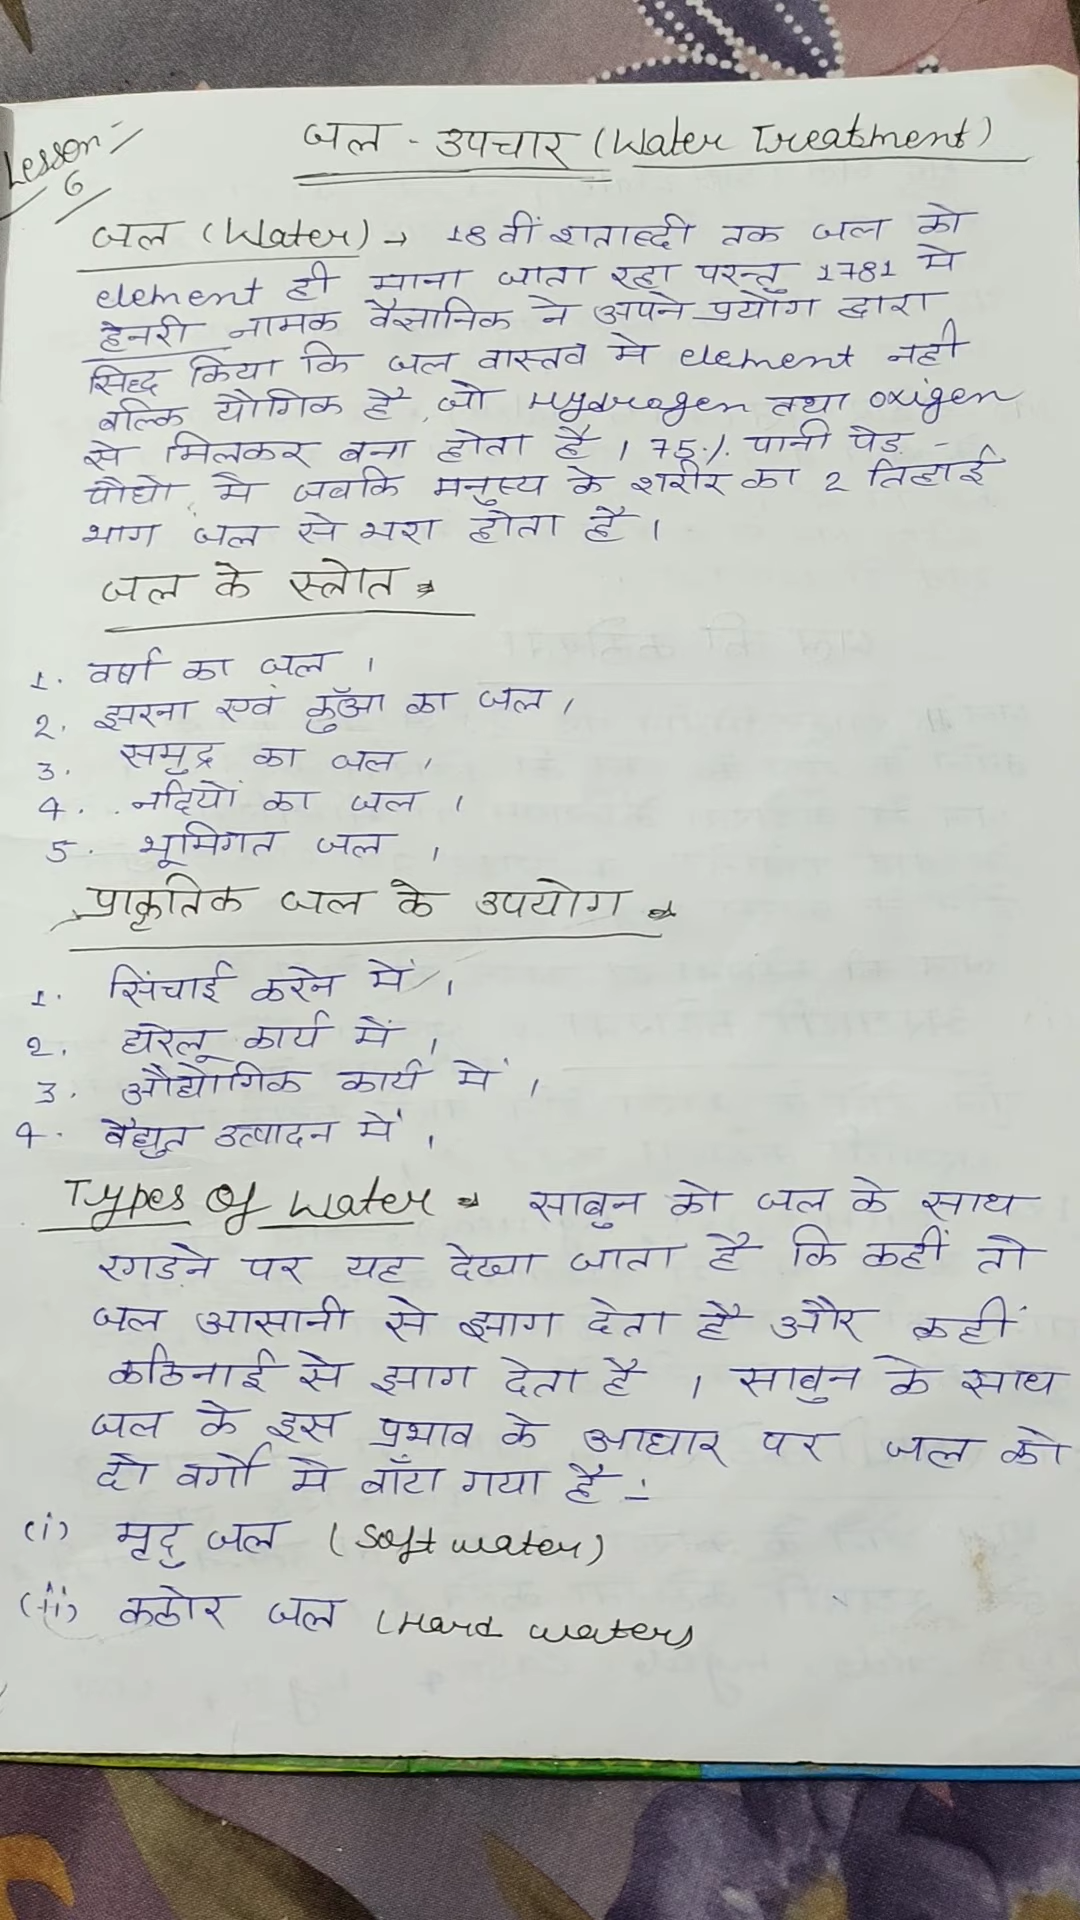 Lesson :-
6
जल - उपचार (Water Treatment)
जल (Water) → 18 वीं शताब्दी तक जल को
element ही माना जाता रहा परन्तु 1781 मे
हेनरी नामक वैज्ञानिक ने अपने प्रयोग द्वारा
सिद्ध किया कि जल वास्तव मे element नही
बल्कि यौगिक है, जो Hydrogen तथा oxigen
से मिलकर बना होता है। 75% पानी पेड़ -
पौधो मे जबकि मनुष्य के शरीर का 2 तिहाई
भाग जल से भरा होता है।
जल के स्त्रोत →
1. वर्षा का जल ।
2. झरना एवं कुँआ का जल ।
3. समुद्र का जल ।
4. नदियों का जल ।
5. भूमिगत जल ।
प्राकृतिक जल के उपयोग →
1. सिंचाई करने में ।
2. घरेलू कार्य में ।
3. औद्योगिक कार्य में ।
4. वैद्युत उत्पादन में ।
Types of water → साबुन को जल के साथ
रगड़ने पर यह देखा जाता है कि कहीं तो
जल आसानी से झाग देता है और कहीं
कठिनाई से झाग देता है । साबुन के साथ
जल के इस प्रभाव के आधार पर जल को
दो वर्गो मे बाँटा गया है :-
(i) मृदु जल (Soft water)
(ii) कठोर जल (Hard water)